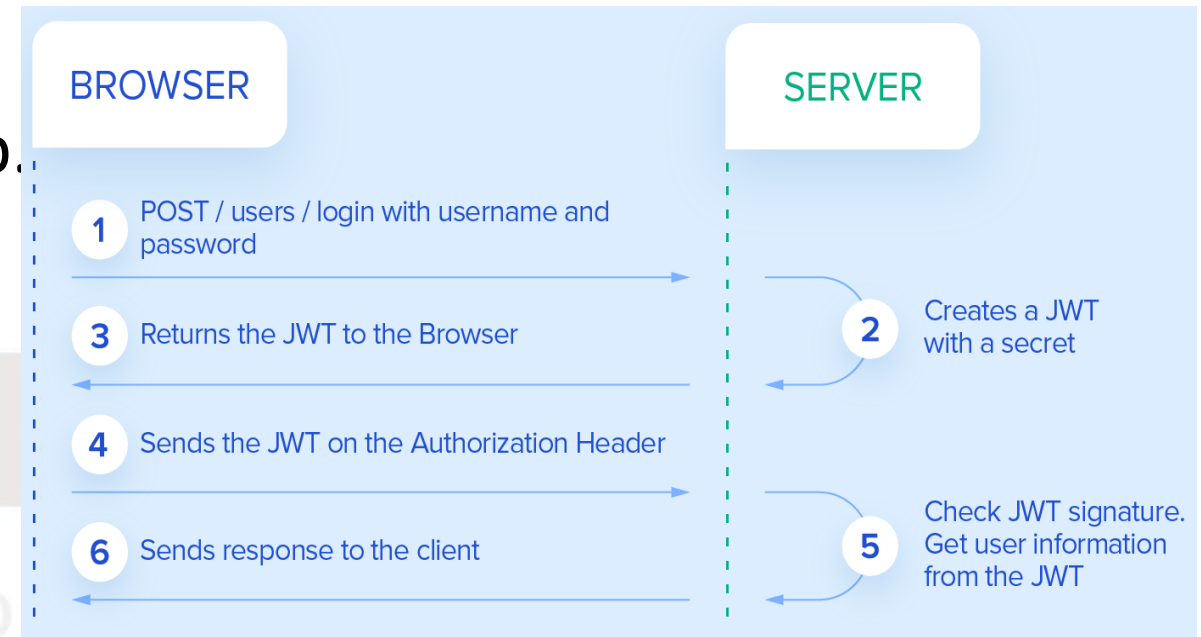 BROWSER
SERVER
1
POST / users / login with username and
password
2
Creates a JWT
with a secret
3
Returns the JWT to the Browser
4
Sends the JWT on the Authorization Header
5
Check JWT signature.
Get user information
from the JWT
6
Sends response to the client